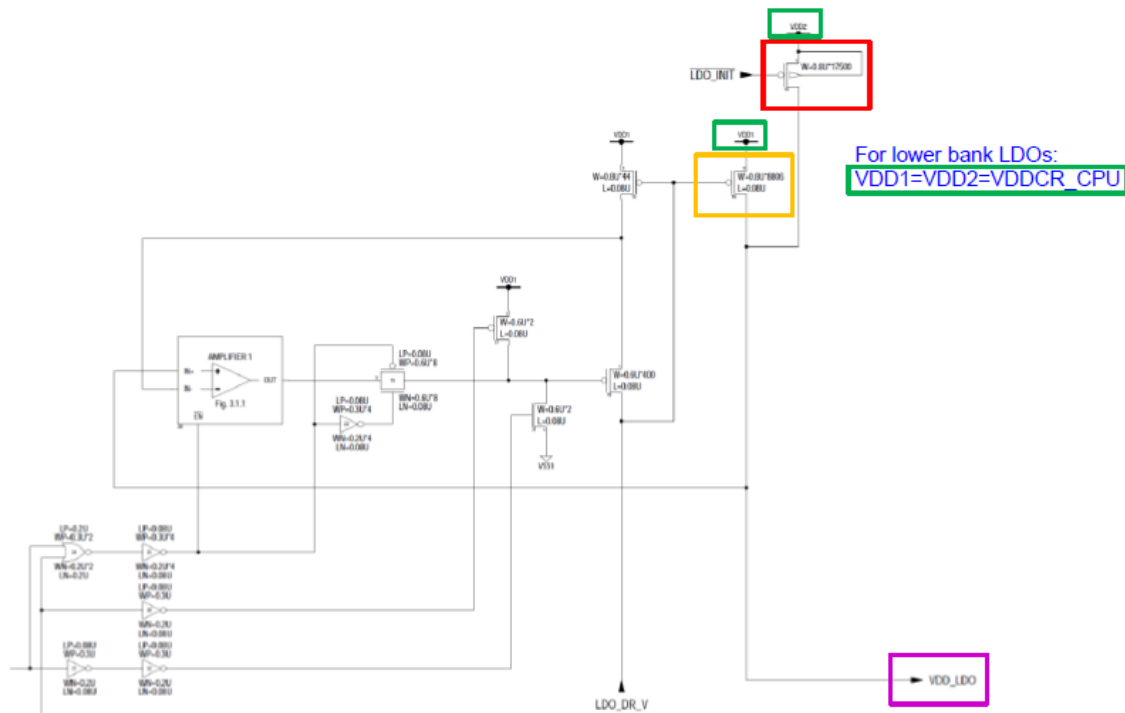 VDD2
LDO_INIT
W=0.8U*17500
VDD1
VDD1
For lower bank LDOs:
VDD1=VDD2=VDDCR_CPU
W=0.8U*44
L=0.08U
W=0.8U*8806
L=0.08U
VDD1
W=0.6U*2
L=0.08U
AMPLIFIER 1
IN+
IN-
OUT
Fig. 3.1.1
EN
LP=0.08U
WP=0.6U*8
WN=0.6U*8
LN=0.08U
LP=0.08U
WP=0.3U*4
WN=0.2U*4
LN=0.08U
W=0.6U*400
L=0.08U
W=0.6U*2
L=0.08U
VSS1
LP=0.2U
WP=0.3U*2
WN=0.2U*2
LN=0.2U
LP=0.08U
WP=0.3U*4
WN=0.2U*4
LN=0.08U
LP=0.08U
WP=0.3U
WN=0.2U
LN=0.08U
LP=0.08U
WP=0.3U
WN=0.2U
LN=0.08U
LP=0.08U
WP=0.3U
WN=0.2U
LN=0.08U
LDO_DR_V
VDD_LDO